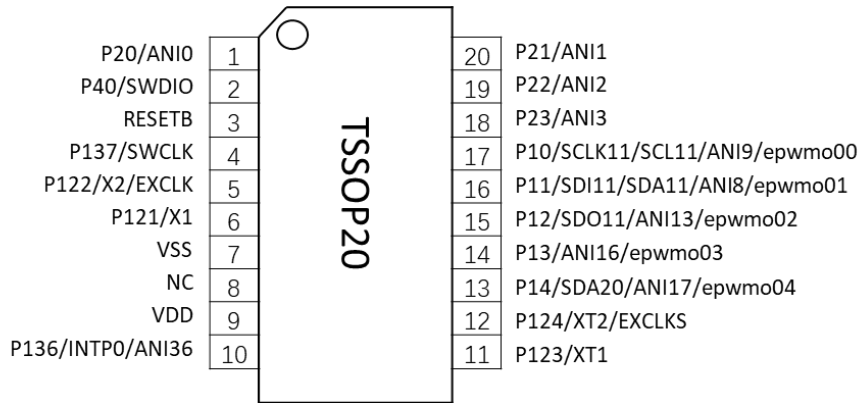 P20/ANI0 1
P40/SWDIO 2
RESETB 3
P137/SWCLK 4
P122/X2/EXCLK 5
P121/X1 6
VSS 7
NC 8
VDD 9
P136/INTP0/ANI36 10
TSSOP20
20 P21/ANI1
19 P22/ANI2
18 P23/ANI3
17 P10/SCLK11/SCL11/ANI9/epwmo00
16 P11/SDI11/SDA11/ANI8/epwmo01
15 P12/SDO11/ANI13/epwmo02
14 P13/ANI16/epwmo03
13 P14/SDA20/ANI17/epwmo04
12 P124/XT2/EXCLKS
11 P123/XT1